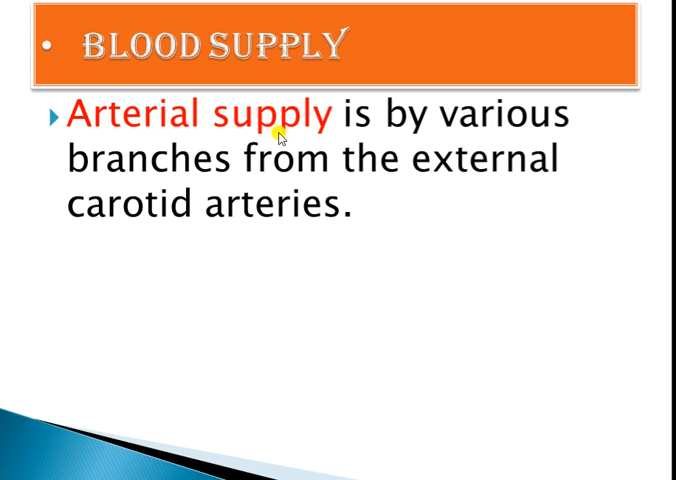 • BLOOD SUPPLY
Arterial supply is by various
branches from the external
carotid arteries.